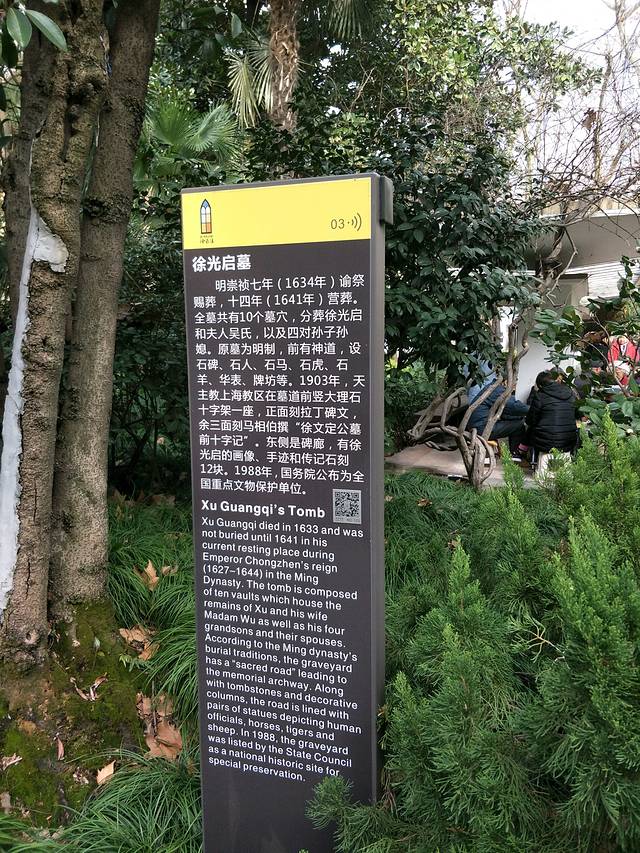 03
徐光启墓
明崇祯七年（1634年）谕祭
赐葬，十四年（1641年）营葬。
全墓共有10个墓穴，分葬徐光启
和夫人吴氏，以及四对孙子孙
媳。原墓为明制，前有神道，设
石碑、石人、石马、石虎、石
羊、华表、牌坊等。1903年，天
主教上海教区在墓道前竖大理石
十字架一座，正面刻拉丁碑文，
余三面刻马相伯撰“徐文定公墓
前十字记”。东侧是碑廊，有徐
光启的画像、手迹和传记石刻
12块。1988年，国务院公布为全
国重点文物保护单位。
Xu Guangqi's Tomb
Xu Guangqi died in 1633 and was
not buried until 1641 in his
current resting place during
Emperor Chongzhen's reign
(1627–1644) in the Ming
Dynasty. The tomb is composed
of ten vaults which house the
remains of Xu and his wife
Madam Wu as well as his four
grandsons and their spouses.
According to the Ming dynasty's
burial traditions, the graveyard
has a "sacred road" leading to
the memorial archway. Along
with tombstones and decorative
columns, the road is lined with
pairs of statues depicting human
officials, horses, tigers and
sheep. In 1988, the graveyard
was listed by the State Council
as a national historic site for
special preservation.